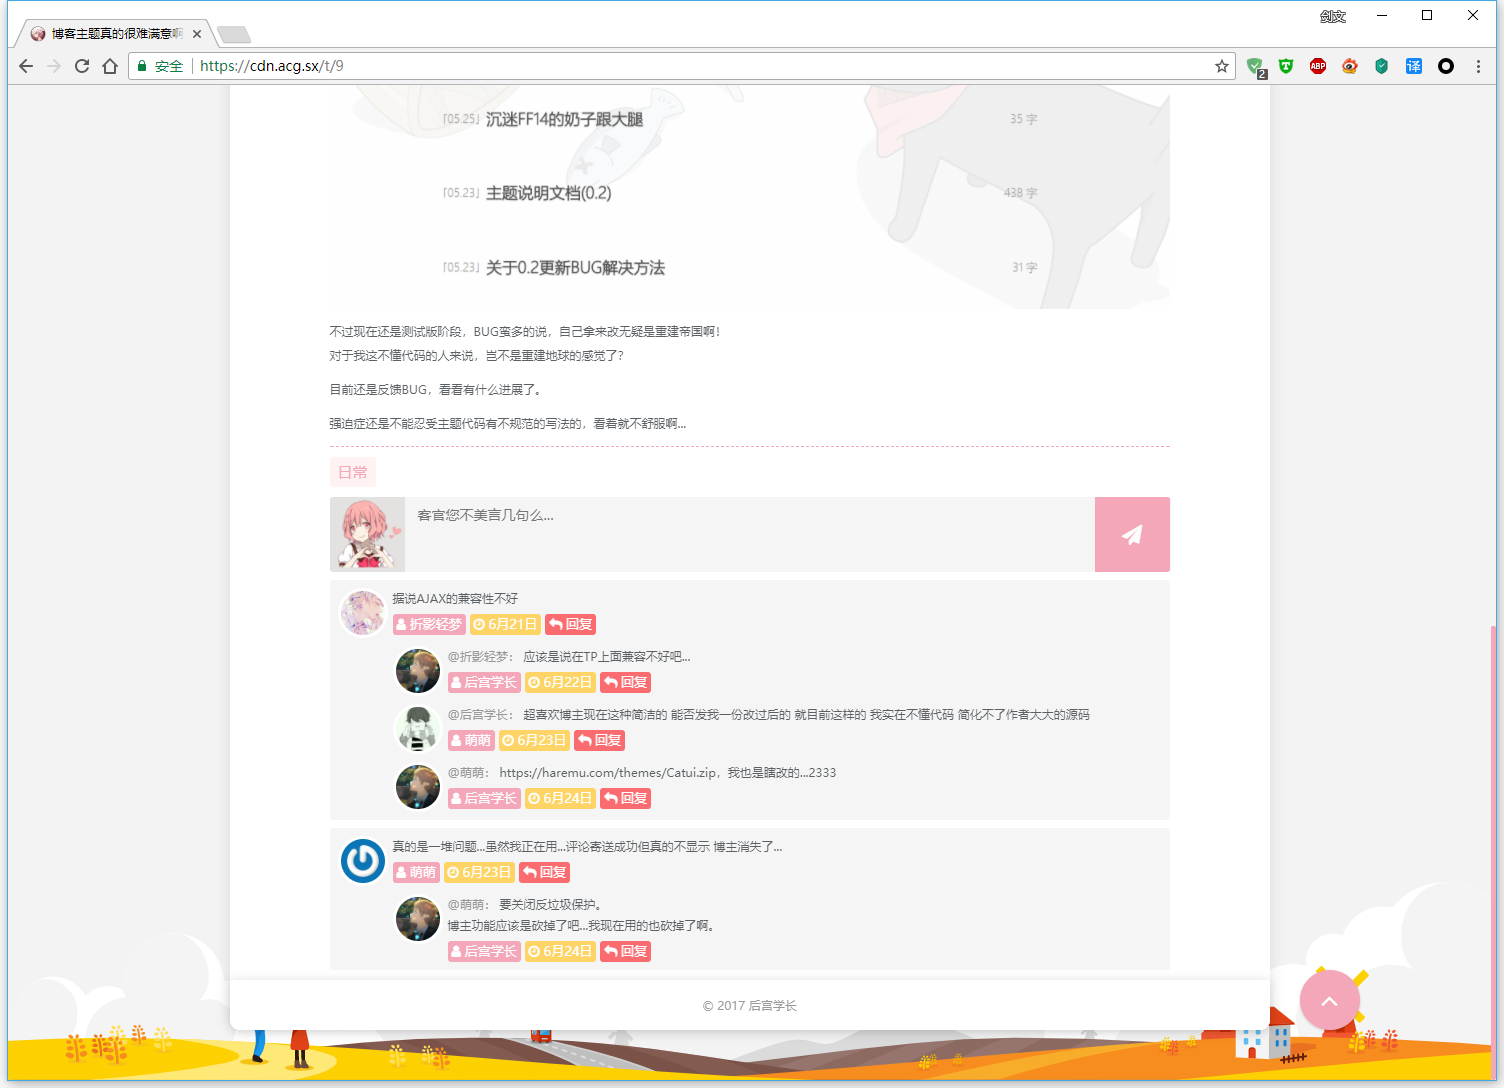 剑文
博客主题真的很难满意啊
安全 https://cdn.acg.sx/t/9
2
ABP
译
「05.25」 沉迷FF14的奶子跟大腿 35 字
「05.23」 主题说明文档(0.2) 438 字
「05.23」 关于0.2更新BUG解决方法 31 字
不过现在还是测试版阶段，BUG蛮多的说，自己拿来改无疑是重建帝国啊！
对于我这不懂代码的人来说，岂不是重建地球的感觉了？
目前还是反馈BUG，看看有什么进展了。
强迫症还是不能忍受主题代码有不规范的写法的，看着就不舒服啊...
日常
客官您不美言几句么...
据说AJAX的兼容性不好
折影轻梦 6月21日 回复
@折影轻梦： 应该是说在TP上面兼容不好吧...
后宫学长 6月22日 回复
@后宫学长： 超喜欢博主现在这种简洁的 能否发我一份改过后的 就目前这样的 我实在不懂代码 简化不了作者大大的源码
萌萌 6月23日 回复
@萌萌： https://haremu.com/themes/Catui.zip，我也是瞎改的...2333
后宫学长 6月24日 回复
真的是一堆问题...虽然我正在用...评论寄送成功但真的不显示 博主消失了...
萌萌 6月23日 回复
@萌萌： 要关闭反垃圾保护。
博主功能应该是砍掉了吧...我现在用的也砍掉了啊。
后宫学长 6月24日 回复
© 2017 后宫学长